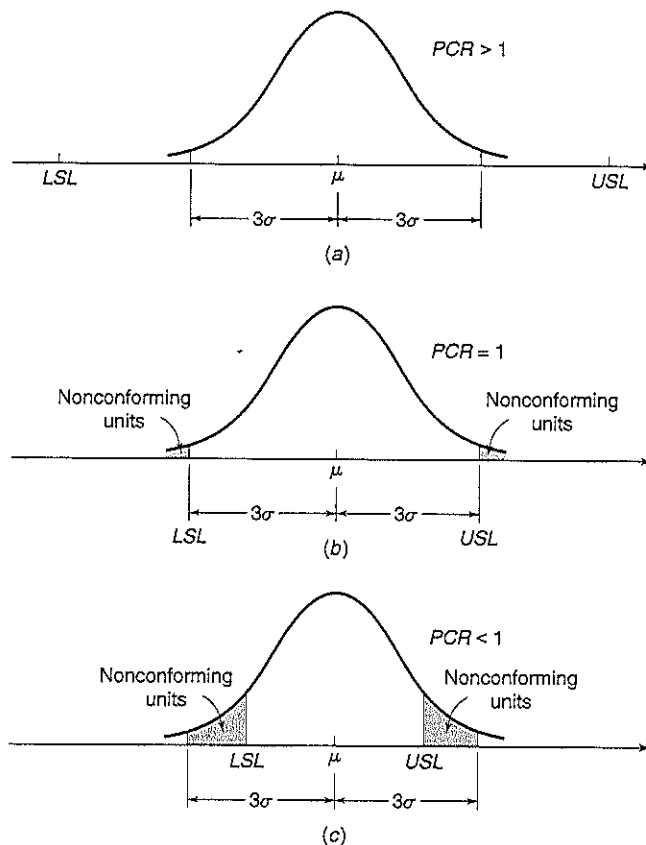 PCR > 1
LSL
μ
USL
3σ
3σ
(a)
PCR = 1
Nonconforming
units
Nonconforming
units
μ
3σ
3σ
LSL
USL
(b)
PCR < 1
Nonconforming
units
Nonconforming
units
LSL
μ
USL
3σ
3σ
(c)